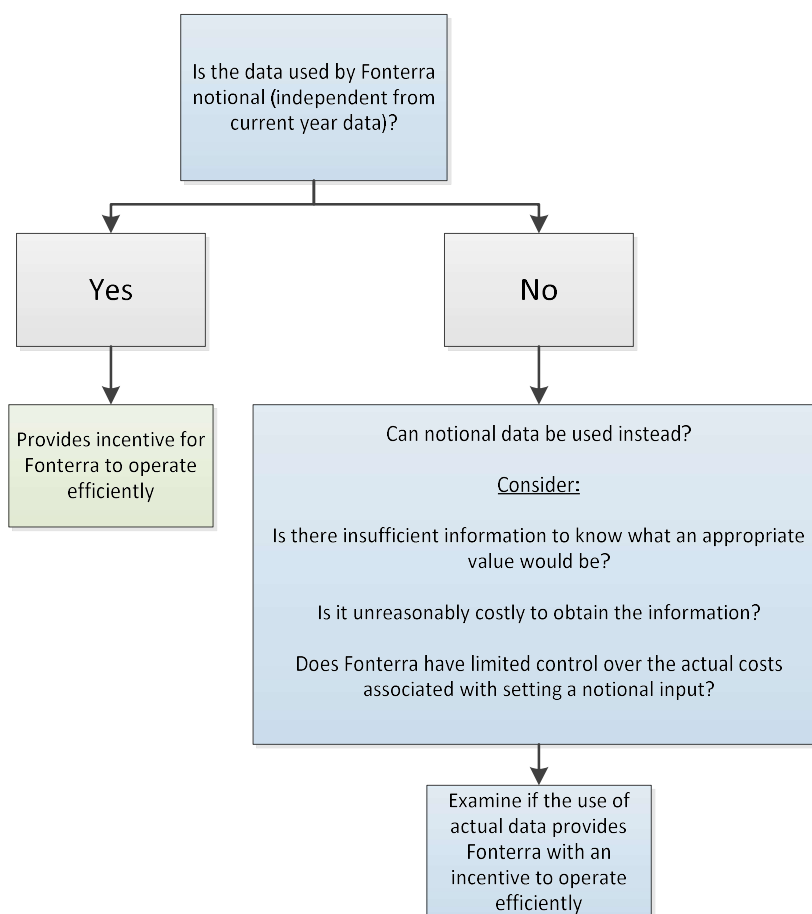 Is the data used by Fonterra
notional (independent from
current year data)?
Yes
No
Provides incentive for
Fonterra to operate
efficiently
Can notional data be used instead?
Consider:
Is there insufficient information to know what an appropriate
value would be?
Is it unreasonably costly to obtain the information?
Does Fonterra have limited control over the actual costs
associated with setting a notional input?
Examine if the use of
actual data provides
Fonterra with an
incentive to operate
efficiently